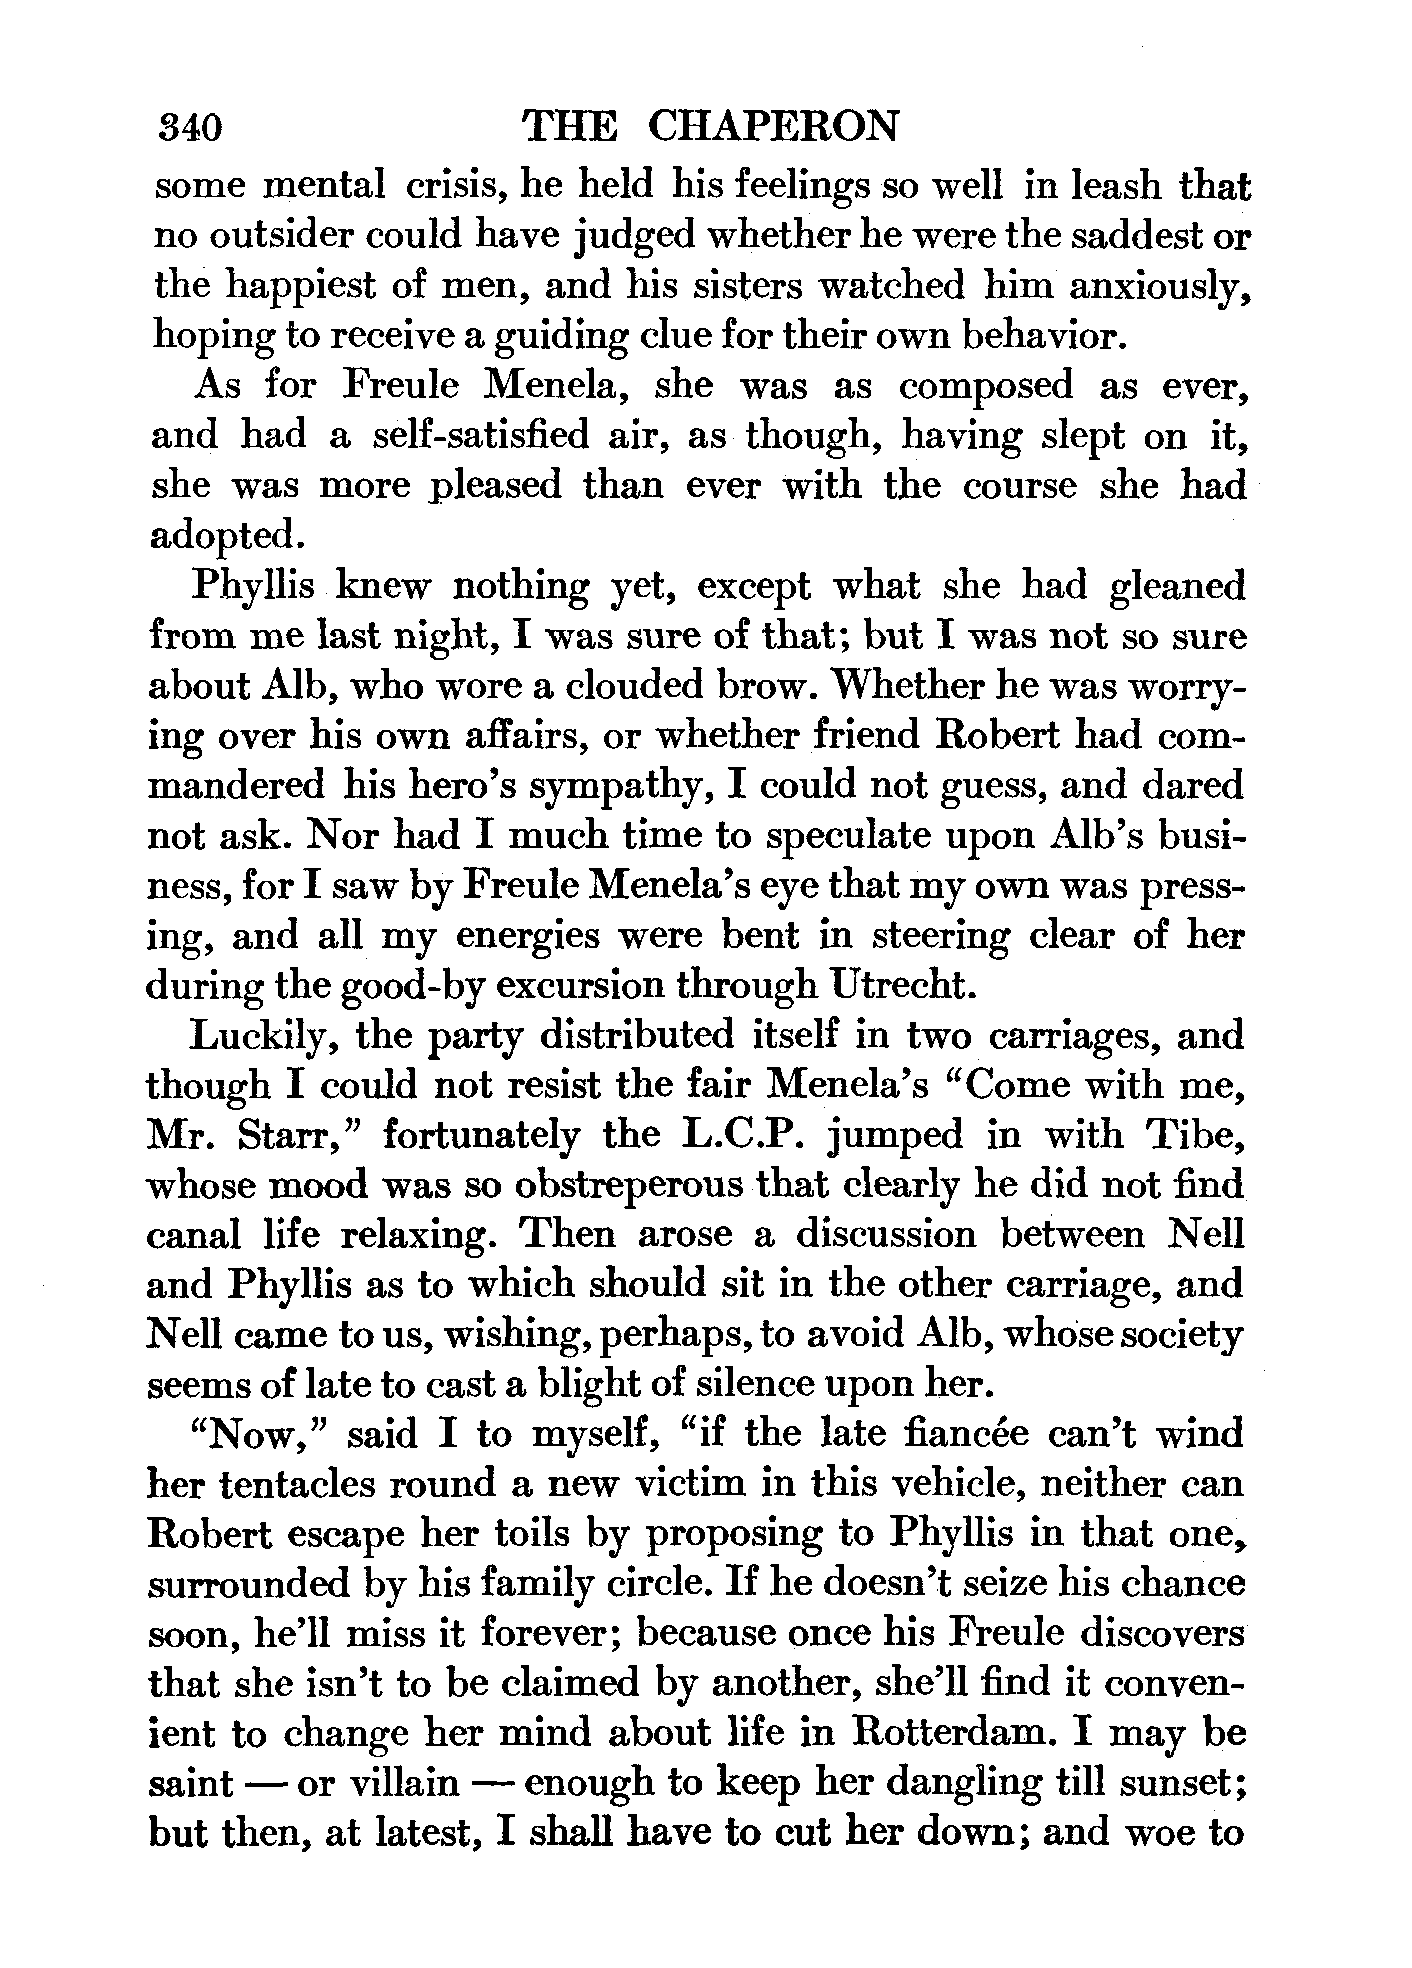 340 THE CHAPERON
some mental crisis, he held his feelings so well in leash that
no outsider could have judged whether he were the saddest or
the happiest of men, and his sisters watched him anxiously,
hoping to receive a guiding clue for their own behavior.
As for Freule Menela, she was as composed as ever,
and had a self-satisfied air, as though, having slept on it,
she was more pleased than ever with the course she had
adopted.
Phyllis knew nothing yet, except what she had gleaned
from me last night, I was sure of that; but I was not so sure
about Alb, who wore a clouded brow. Whether he was worry-
ing over his own affairs, or whether friend Robert had com-
mandered his hero's sympathy, I could not guess, and dared
not ask. Nor had I much time to speculate upon Alb's busi-
ness, for I saw by Freule Menela's eye that my own was press-
ing, and all my energies were bent in steering clear of her
during the good-by excursion through Utrecht.
Luckily, the party distributed itself in two carriages, and
though I could not resist the fair Menela's “Come with me,
Mr. Starr,” fortunately the L.C.P. jumped in with Tibe,
whose mood was so obstreperous that clearly he did not find
canal life relaxing. Then arose a discussion between Nell
and Phyllis as to which should sit in the other carriage, and
Nell came to us, wishing, perhaps, to avoid Alb, whose society
seems of late to cast a blight of silence upon her.
“Now,” said I to myself, “if the late fiancée can't wind
her tentacles round a new victim in this vehicle, neither can
Robert escape her toils by proposing to Phyllis in that one,
surrounded by his family circle. If he doesn't seize his chance
soon, he'll miss it forever; because once his Freule discovers
that she isn't to be claimed by another, she'll find it conven-
ient to change her mind about life in Rotterdam. I may be
saint — or villain — enough to keep her dangling till sunset;
but then, at latest, I shall have to cut her down; and woe to